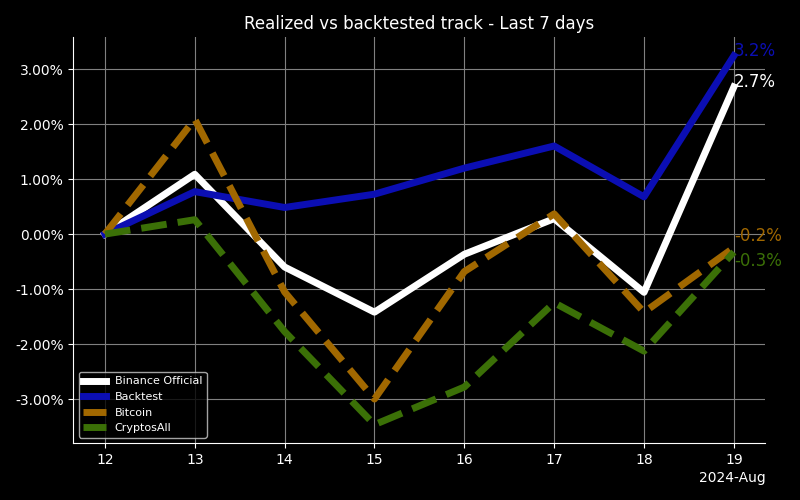 Realized vs backtested track - Last 7 days
3.2%
3.00%
2.7%
2.00%
1.00%
0.00%
-0.2%
-0.3%
-1.00%
-2.00%
-3.00%
Binance Official
Backtest
Bitcoin
CryptosAll
12 13 14 15 16 17 18 19
2024-Aug